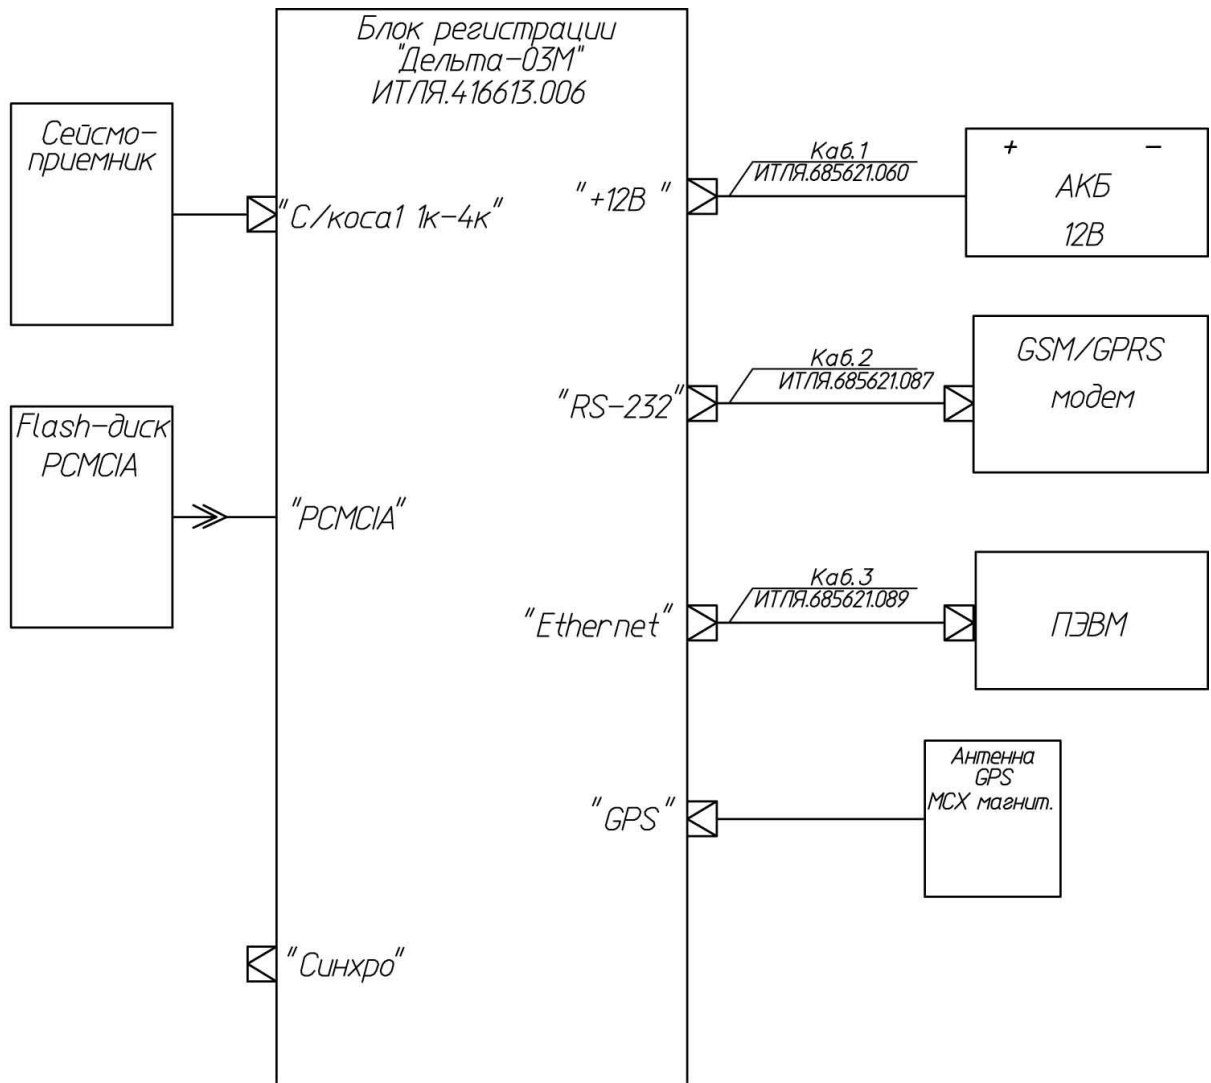 Блок регистрации
"Дельта-03М"
ИТЛЯ.416613.006
Сейсмо-
приемник
"С/коса1 1к-4к"
Flash-диск
PCMCIA
"PCMCIA"
"Синхро"
"+12В "
Каб.1
ИТЛЯ.685621.060
+ −
АКБ
12В
"RS-232"
Каб.2
ИТЛЯ.685621.087
GSM/GPRS
модем
"Ethernet"
Каб.3
ИТЛЯ.685621.089
ПЭВМ
"GPS"
Антенна
GPS
МСХ магнит.